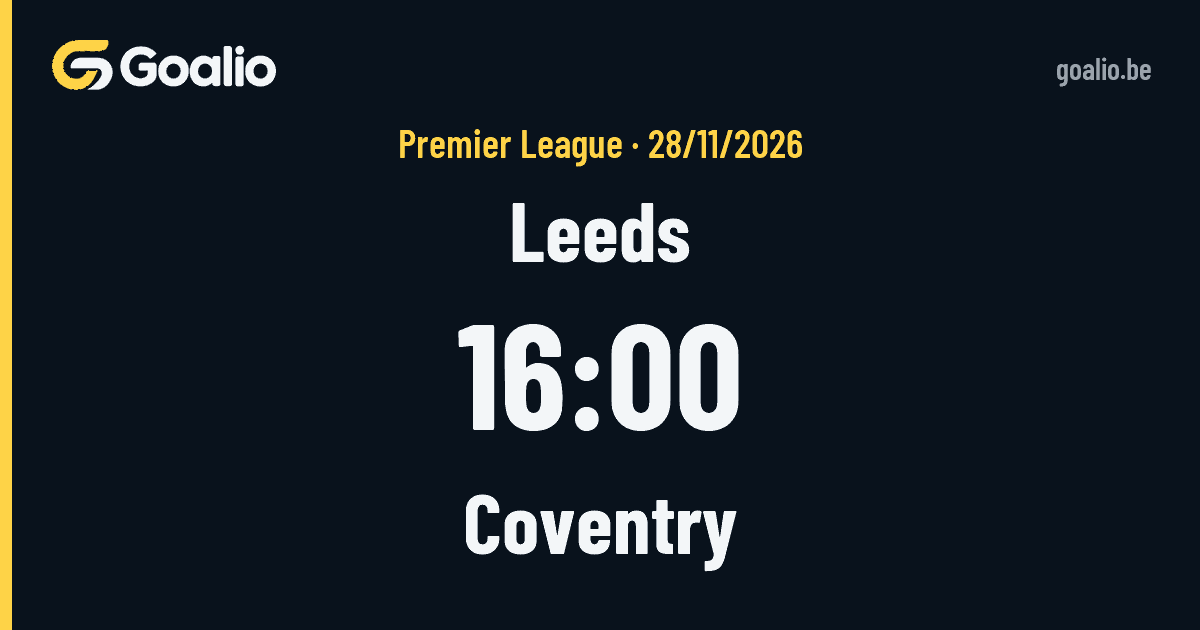 Goalio
goalio.be
Premier League · 28/11/2026
Leeds
16:00
Coventry